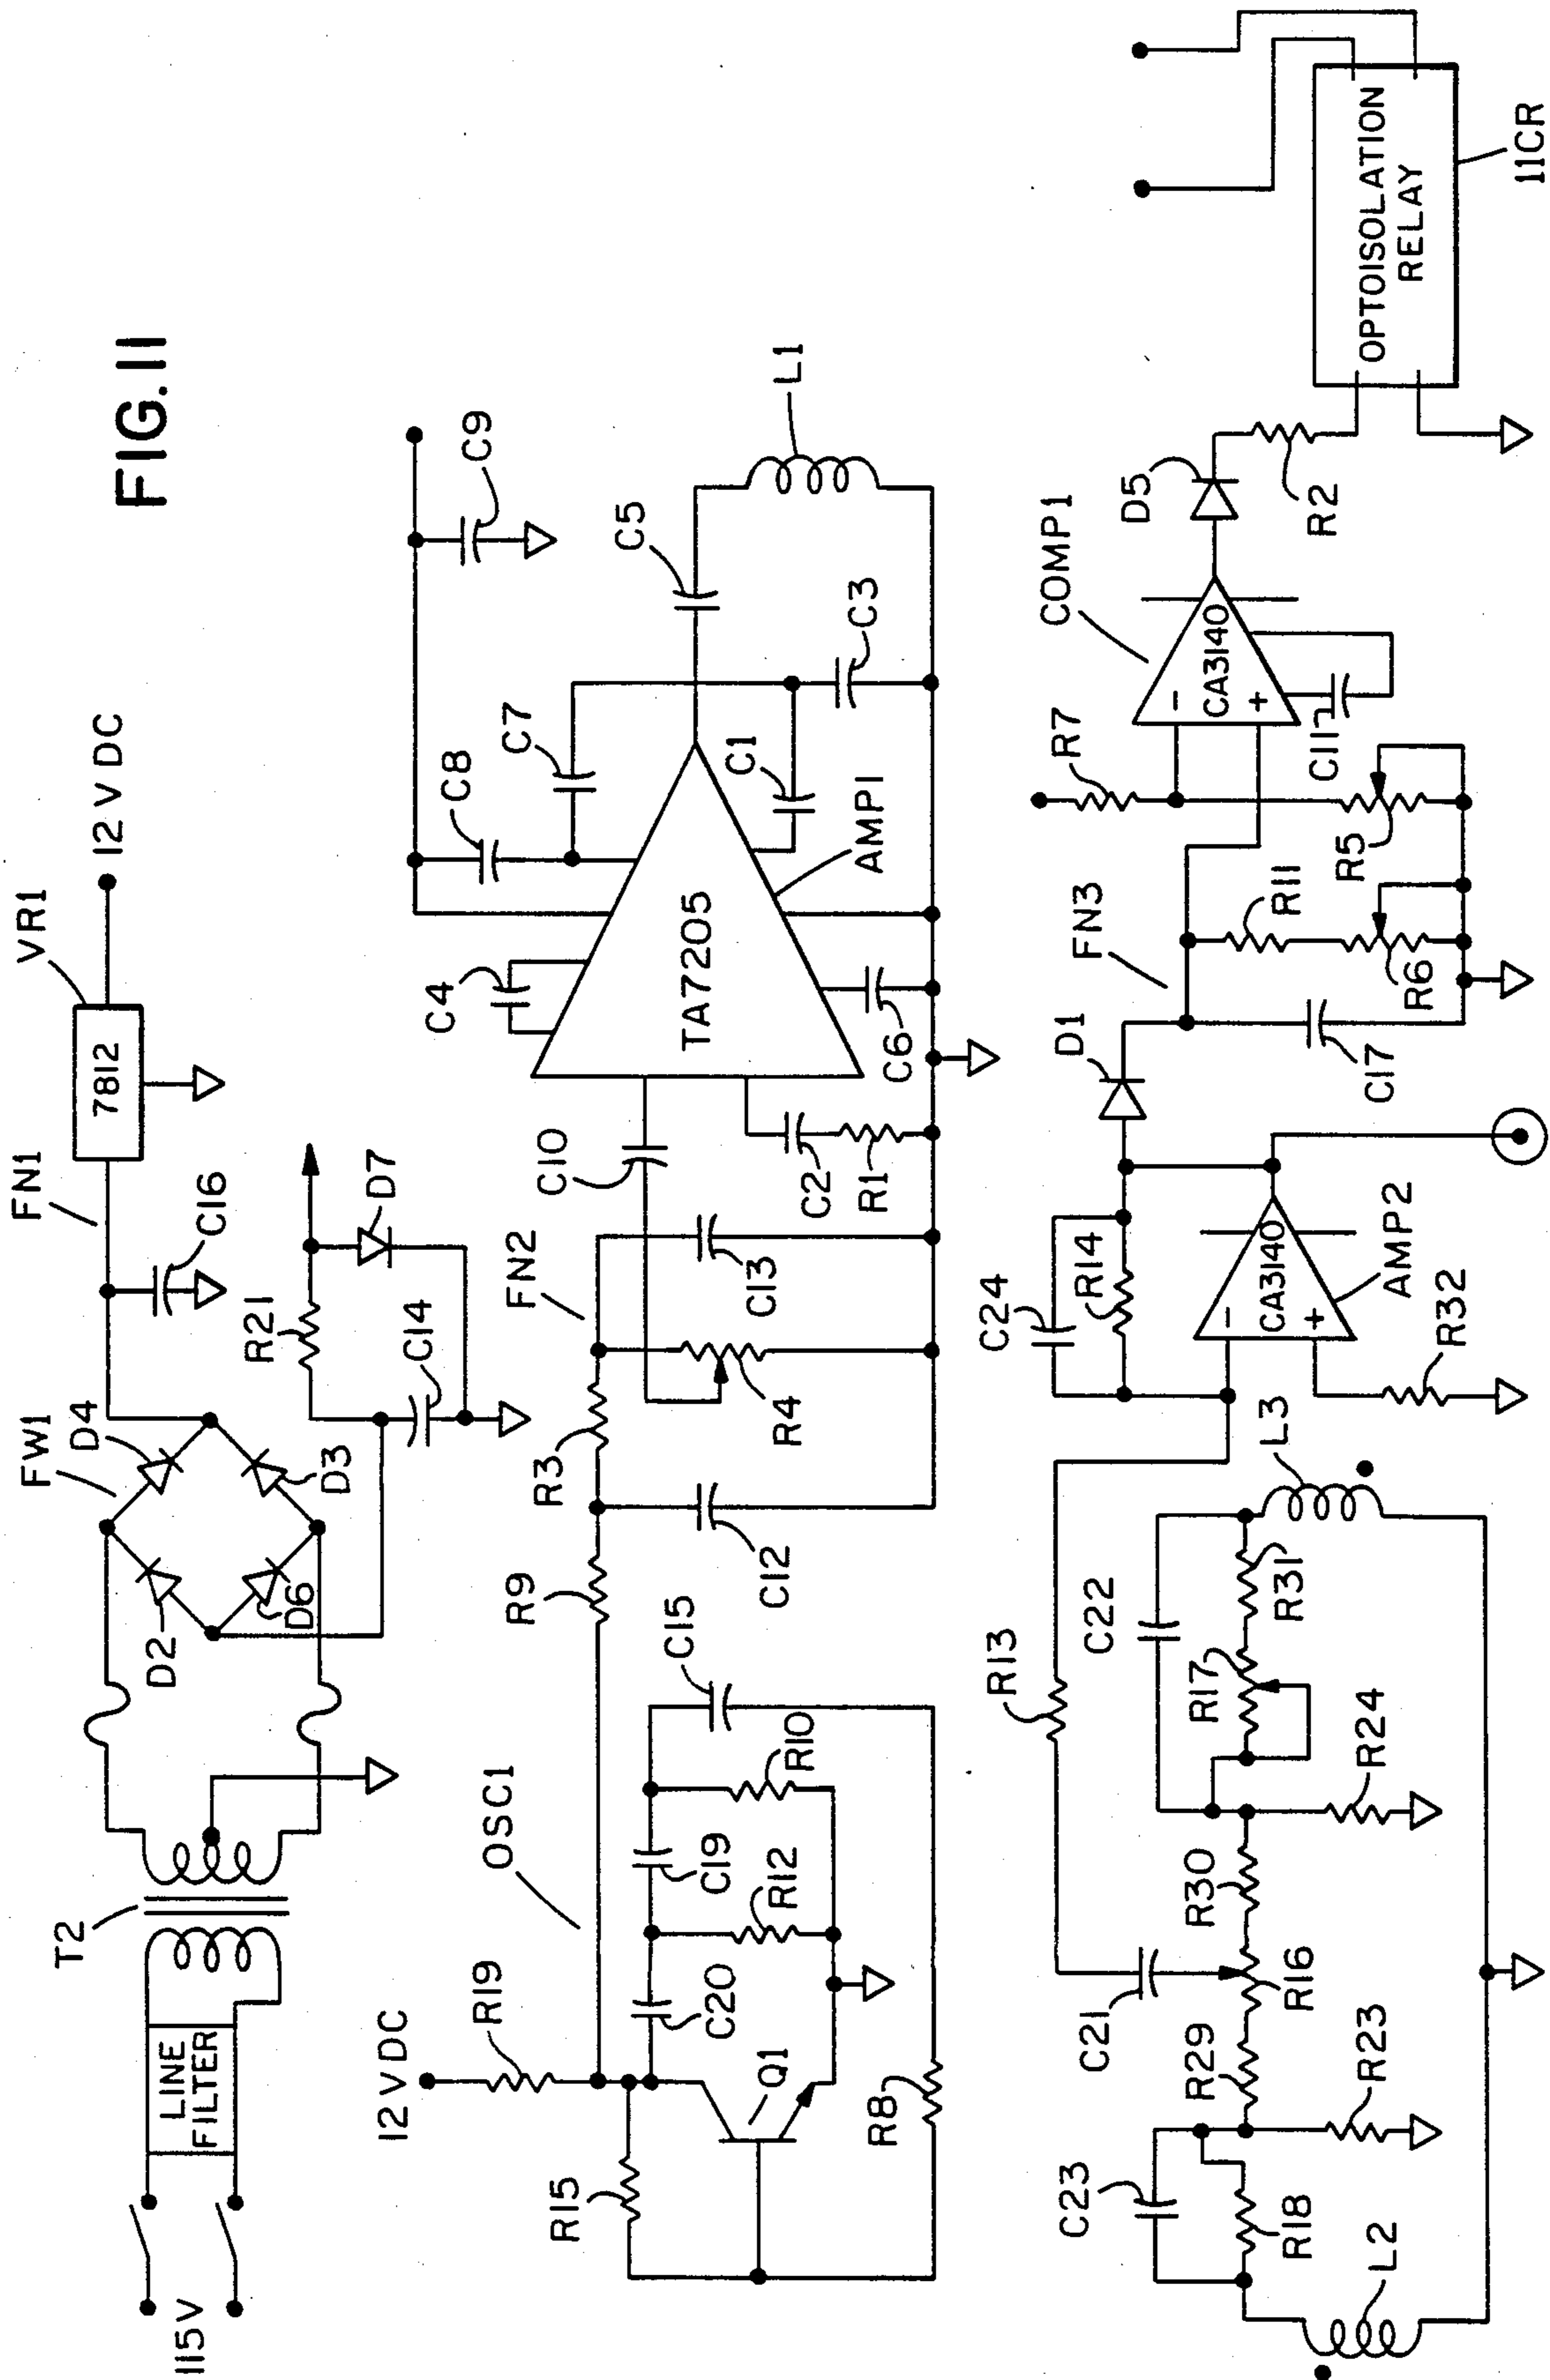 FIG.11
115 V
LINE
FILTER
T2
FW1
D4
D2
D3
D6
FN1
C16
VR1
7812
12 V DC
R21
C14
D7
12 V DC
R19
OSC1
R15
Q1
C20
C19
R12
R10
C15
R8
R9
R3
C12
FN2
R4
C13
C10
C2
R1
C4
TA7205
C6
AMP1
C8
C7
C1
C3
C5
C9
L1
L2
C23
R18
R23
R29
C21
R16
R30
R24
C22
R17
R31
L3
R13
C24
R14
-
CA3140
+
AMP2
R32
D1
C17
FN3
R11
R6
R5
R7
COMP1
-
CA3140
+
C11
D5
R2
OPTOISOLATION
RELAY
11CR